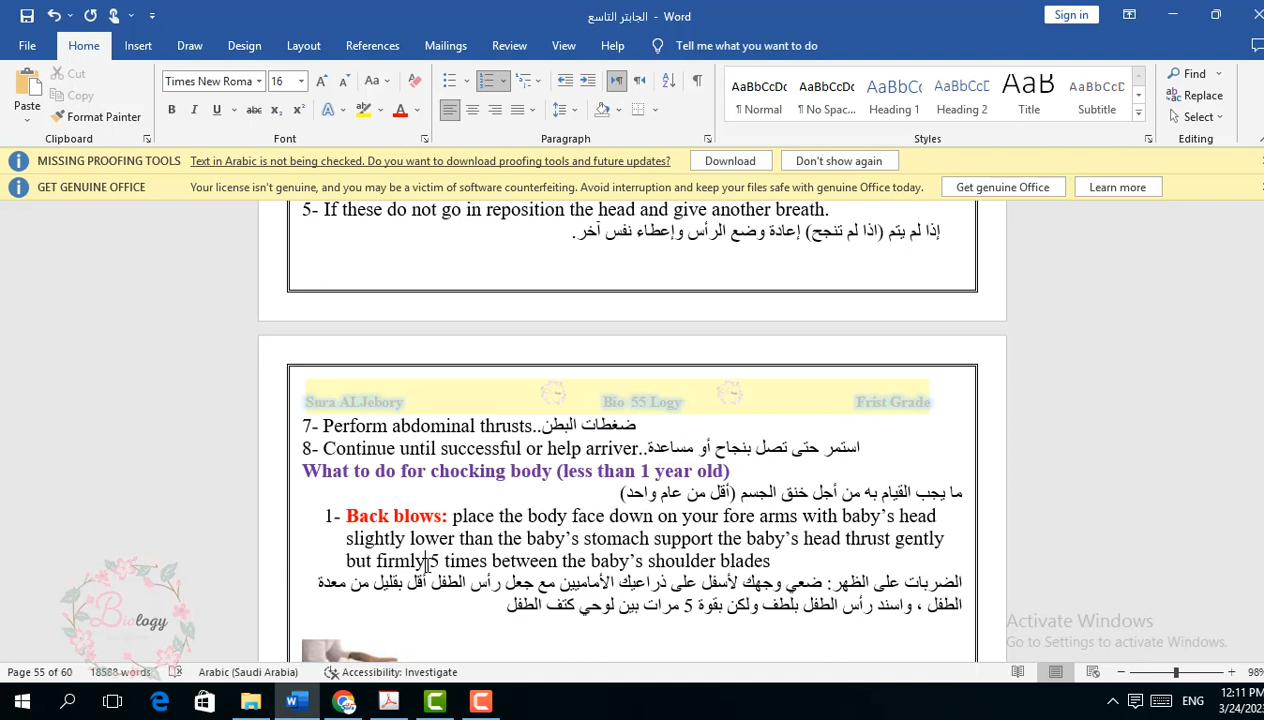 الجابتر التاسع - Word
Sign in
File Home Insert Draw Design Layout References Mailings Review View Help Tell me what you want to do
Paste
Cut
Copy
Format Painter
Clipboard
Times New Roma 16 Aa
B I U abc x₂ x² A A
Font
Paragraph
AaBbCcDc AaBbCcDc AaBbCc AaBbCcD AaB AaBbCcD
¶ Normal ¶ No Spac... Heading 1 Heading 2 Title Subtitle
Styles
Find
Replace
Select
Editing
MISSING PROOFING TOOLS Text in Arabic is not being checked. Do you want to download proofing tools and future updates? Download Don't show again
GET GENUINE OFFICE Your license isn't genuine, and you may be a victim of software counterfeiting. Avoid interruption and keep your files safe with genuine Office today. Get genuine Office Learn more
5- If these do not go in reposition the head and give another breath.
إذا لم يتم (اذا لم تنجح) إعادة وضع الرأس وإعطاء نفس آخر.
Sura ALJebory Bio 55 Logy Frist Grade
7- Perform abdominal thrusts..ضغطات البطن
8- Continue until successful or help arriver..استمر حتى تصل بنجاح أو مساعدة
What to do for chocking body (less than 1 year old)
ما يجب القيام به من أجل خنق الجسم (أقل من عام واحد)
1- Back blows: place the body face down on your fore arms with baby's head
slightly lower than the baby's stomach support the baby's head thrust gently
but firmly 5 times between the baby's shoulder blades
الضربات على الظهر: ضعي وجهك لأسفل على ذراعيك الأماميين مع جعل رأس الطفل أقل بقليل من معدة
الطفل ، واسند رأس الطفل بلطف ولكن بقوة 5 مرات بين لوحي كتف الطفل
Biology
Activate Windows
Go to Settings to activate Windows.
Page 55 of 60 18588 words Arabic (Saudi Arabia) Accessibility: Investigate 98%
ENG
12:11 PM
3/24/202